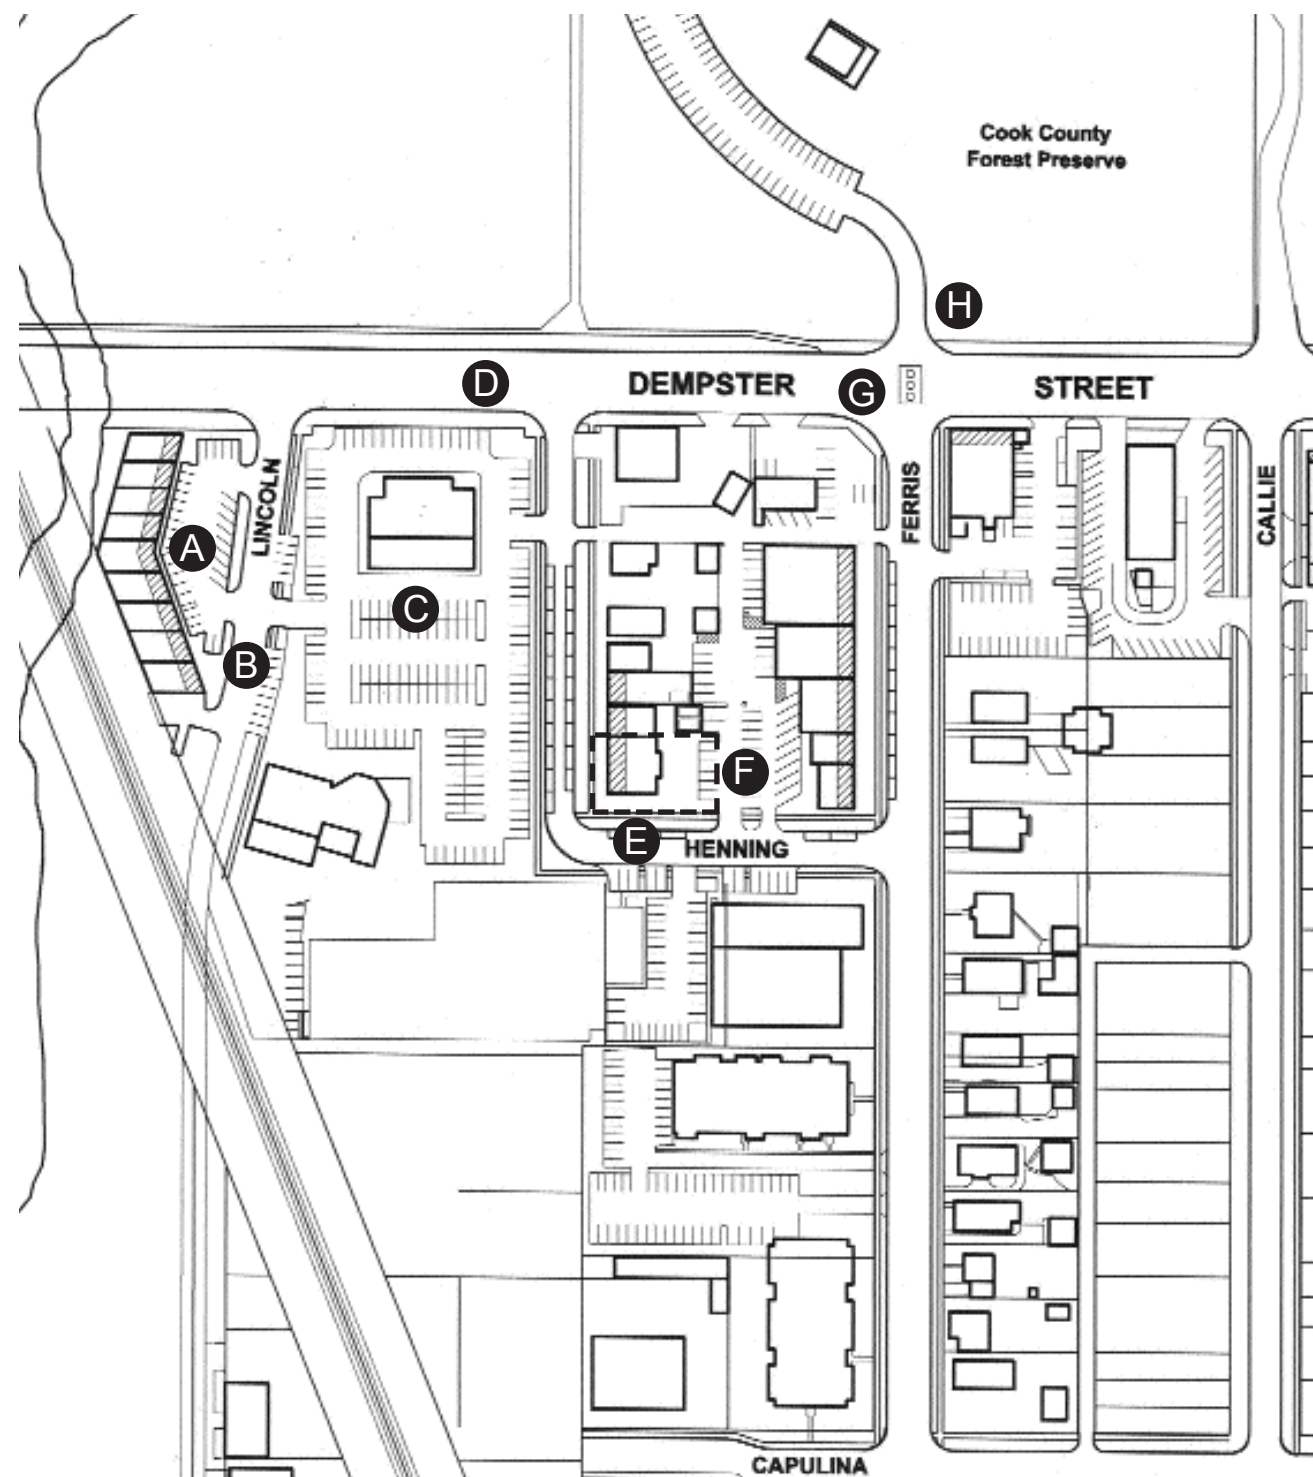 Cook County
Forest Preserve
H
D
DEMPSTER
G
STREET
A
LINCOLN
FERRIS
CALLIE
C
B
F
E
HENNING
CAPULINA